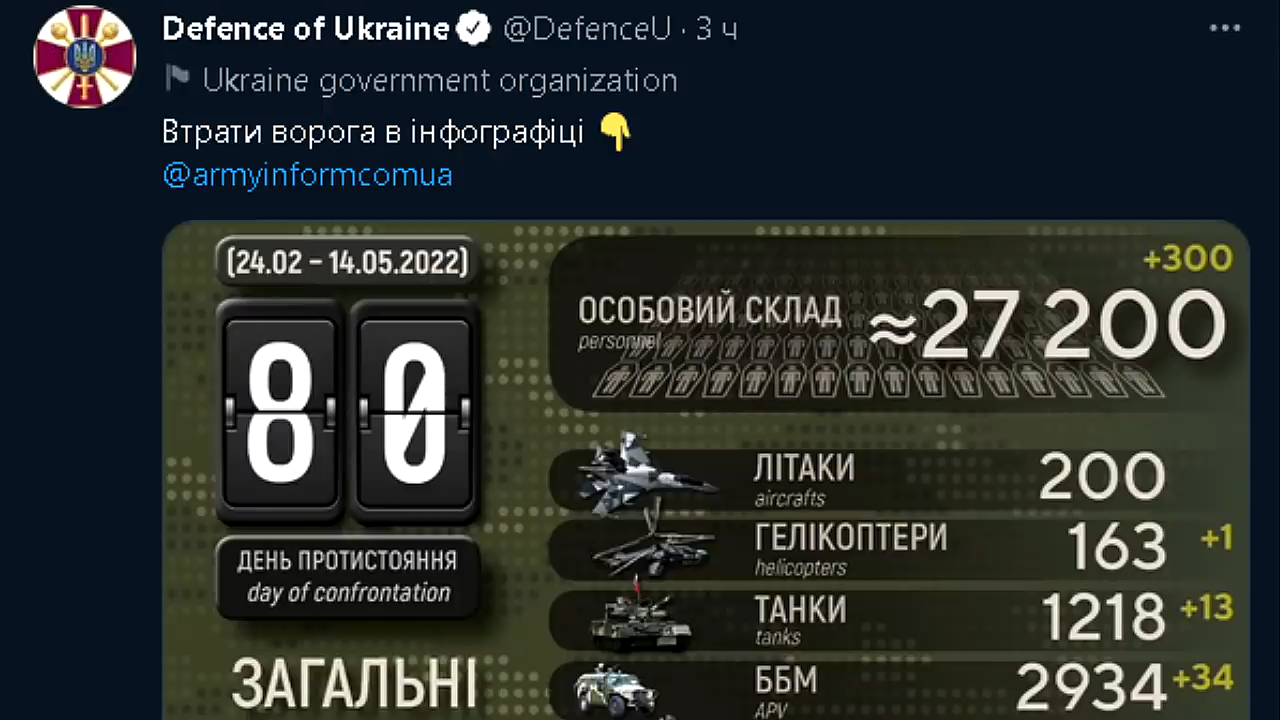 Defence of Ukraine @DefenceU · 3 ч
Ukraine government organization
Втрати ворога в інфографіці 👇
@armyinformcomua
(24.02 – 14.05.2022)
80
ДЕНЬ ПРОТИСТОЯННЯ
day of confrontation
ЗАГАЛЬНІ
+300
ОСОБОВИЙ СКЛАД ≈27 200
personnel
ЛІТАКИ 200
aircrafts
ГЕЛІКОПТЕРИ 163 +1
helicopters
ТАНКИ 1218 +13
tanks
ББМ 2934 +34
APV